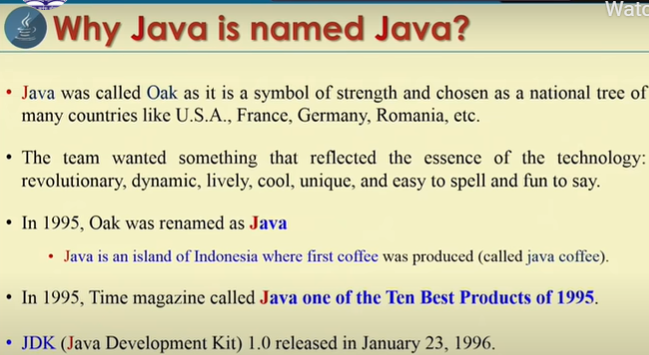 Watc
Why Java is named Java?
• Java was called Oak as it is a symbol of strength and chosen as a national tree of
many countries like U.S.A., France, Germany, Romania, etc.
• The team wanted something that reflected the essence of the technology:
revolutionary, dynamic, lively, cool, unique, and easy to spell and fun to say.
• In 1995, Oak was renamed as Java
• Java is an island of Indonesia where first coffee was produced (called java coffee).
• In 1995, Time magazine called Java one of the Ten Best Products of 1995.
• JDK (Java Development Kit) 1.0 released in January 23, 1996.